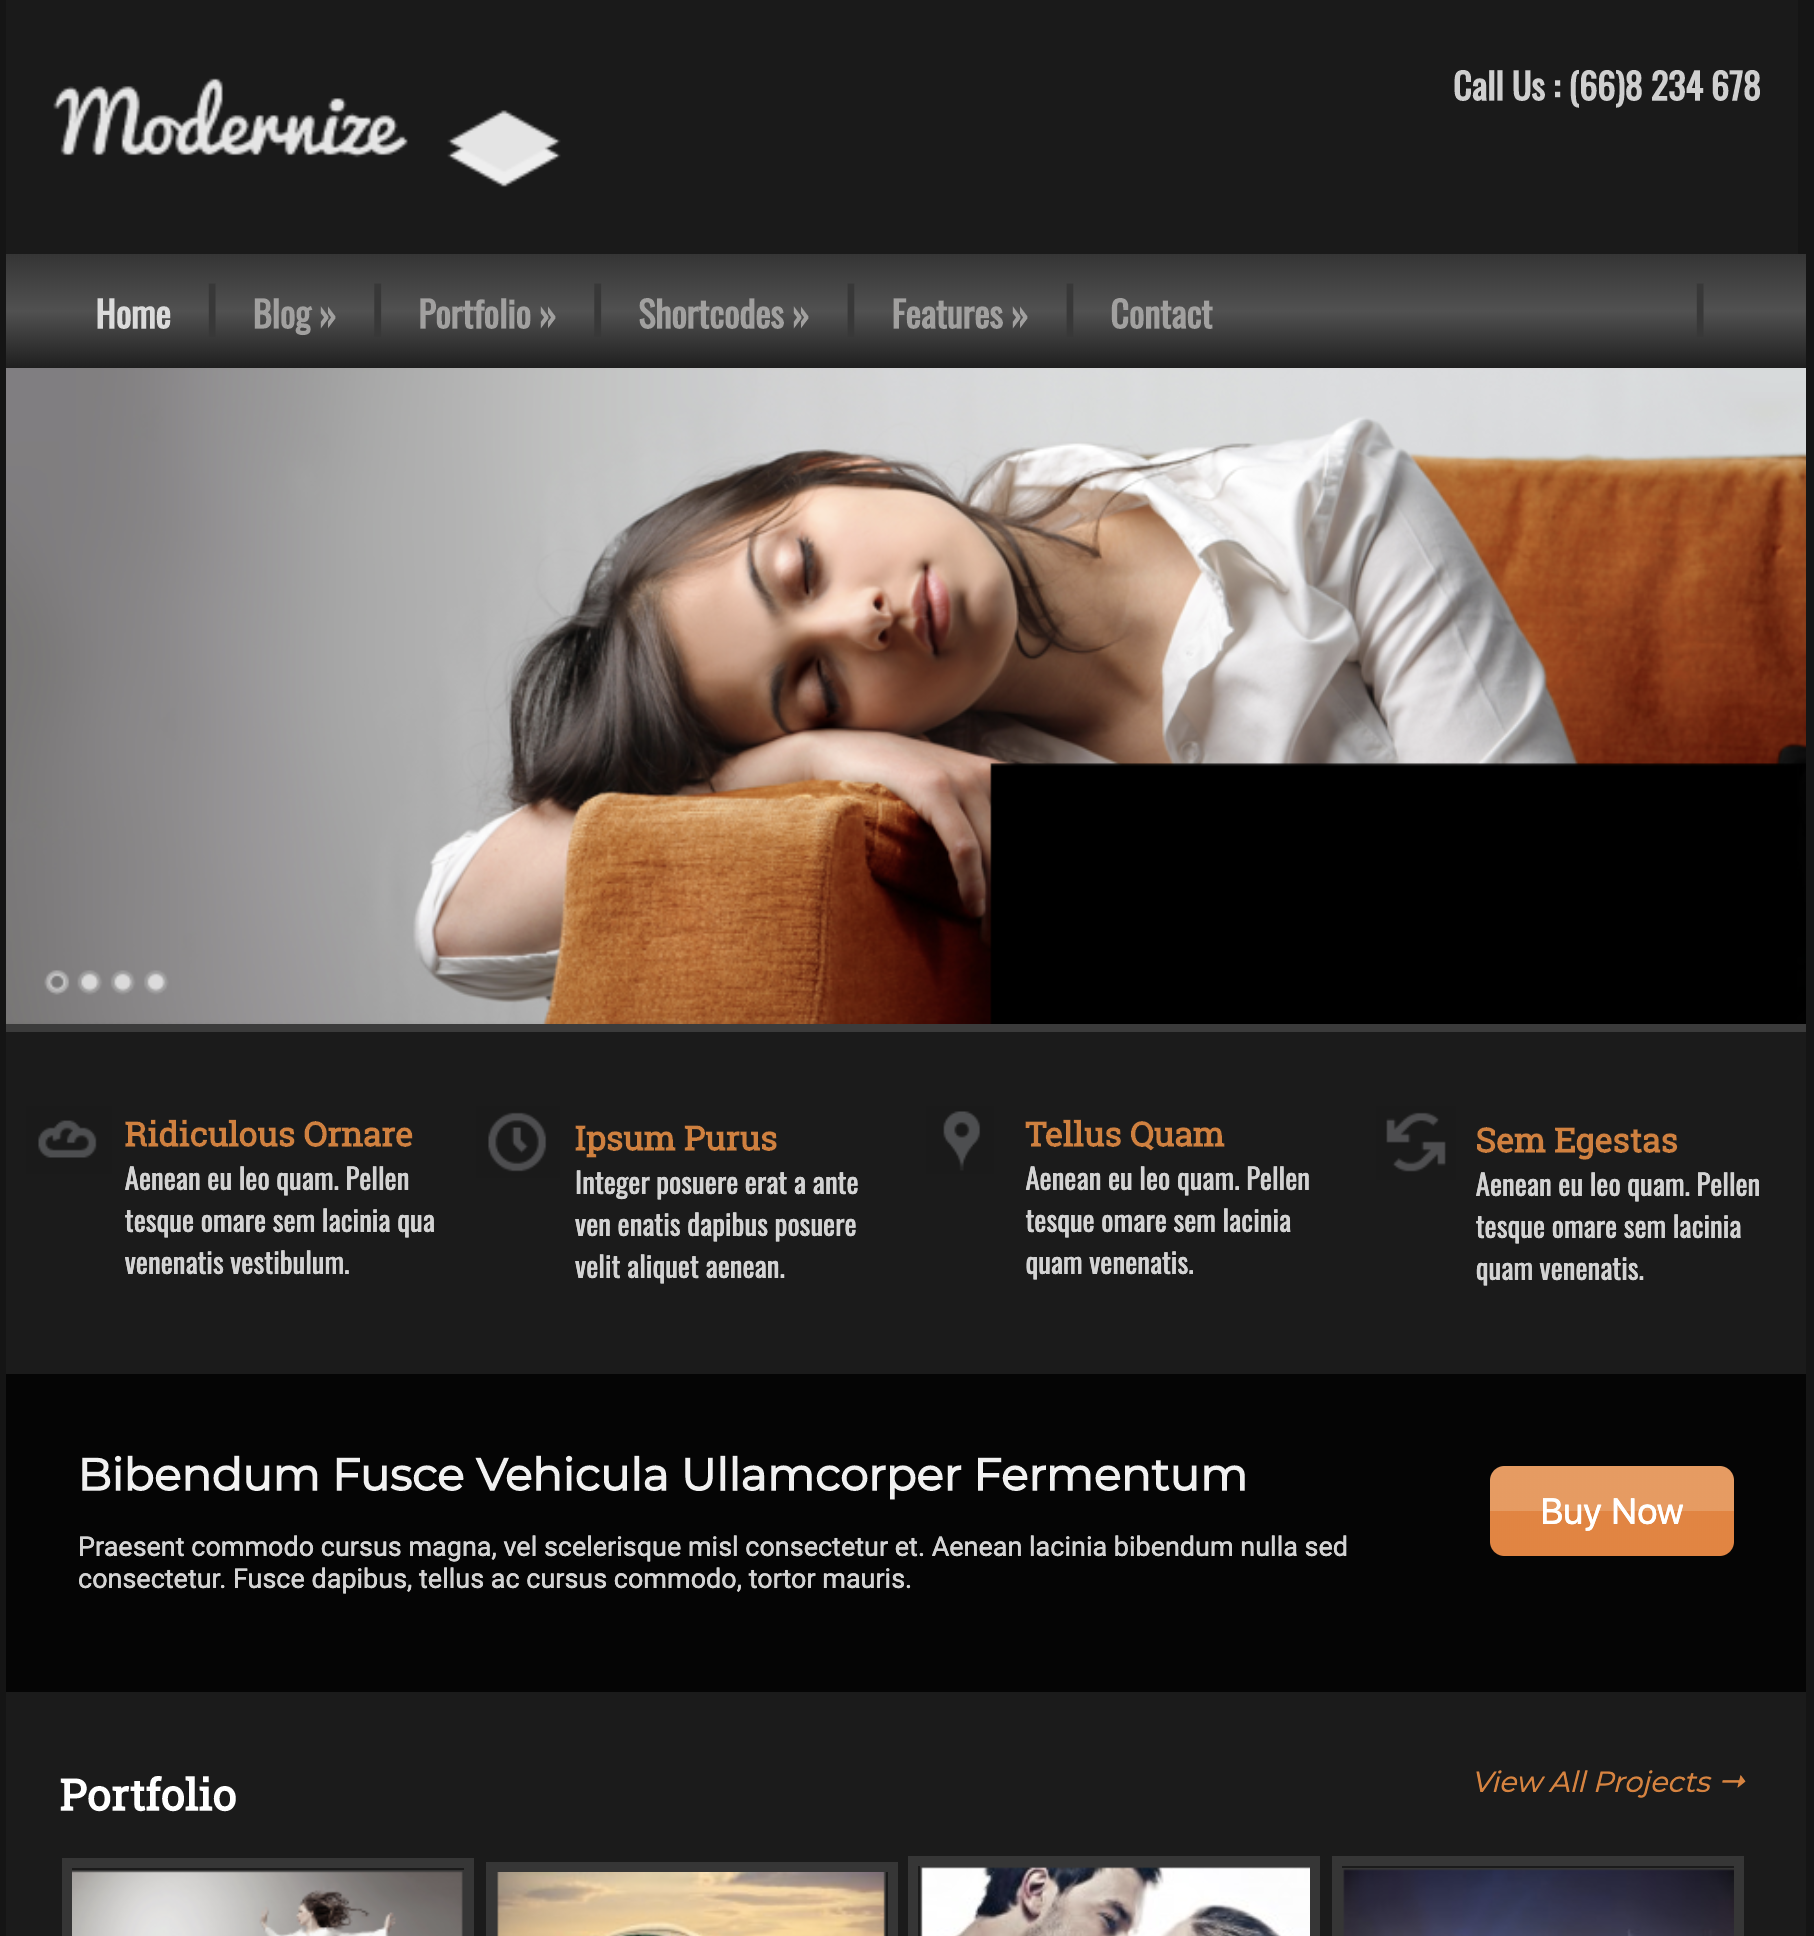 Modernize
Call Us : (66)8 234 678
Home Blog » Portfolio » Shortcodes » Features » Contact
Ridiculous Ornare
Aenean eu leo quam. Pellen
tesque omare sem lacinia qua
venenatis vestibulum.
Ipsum Purus
Integer posuere erat a ante
ven enatis dapibus posuere
velit aliquet aenean.
Tellus Quam
Aenean eu leo quam. Pellen
tesque omare sem lacinia
quam venenatis.
Sem Egestas
Aenean eu leo quam. Pellen
tesque omare sem lacinia
quam venenatis.
Bibendum Fusce Vehicula Ullamcorper Fermentum
Praesent commodo cursus magna, vel scelerisque misl consectetur et. Aenean lacinia bibendum nulla sed
consectetur. Fusce dapibus, tellus ac cursus commodo, tortor mauris.
Buy Now
Portfolio
View All Projects →